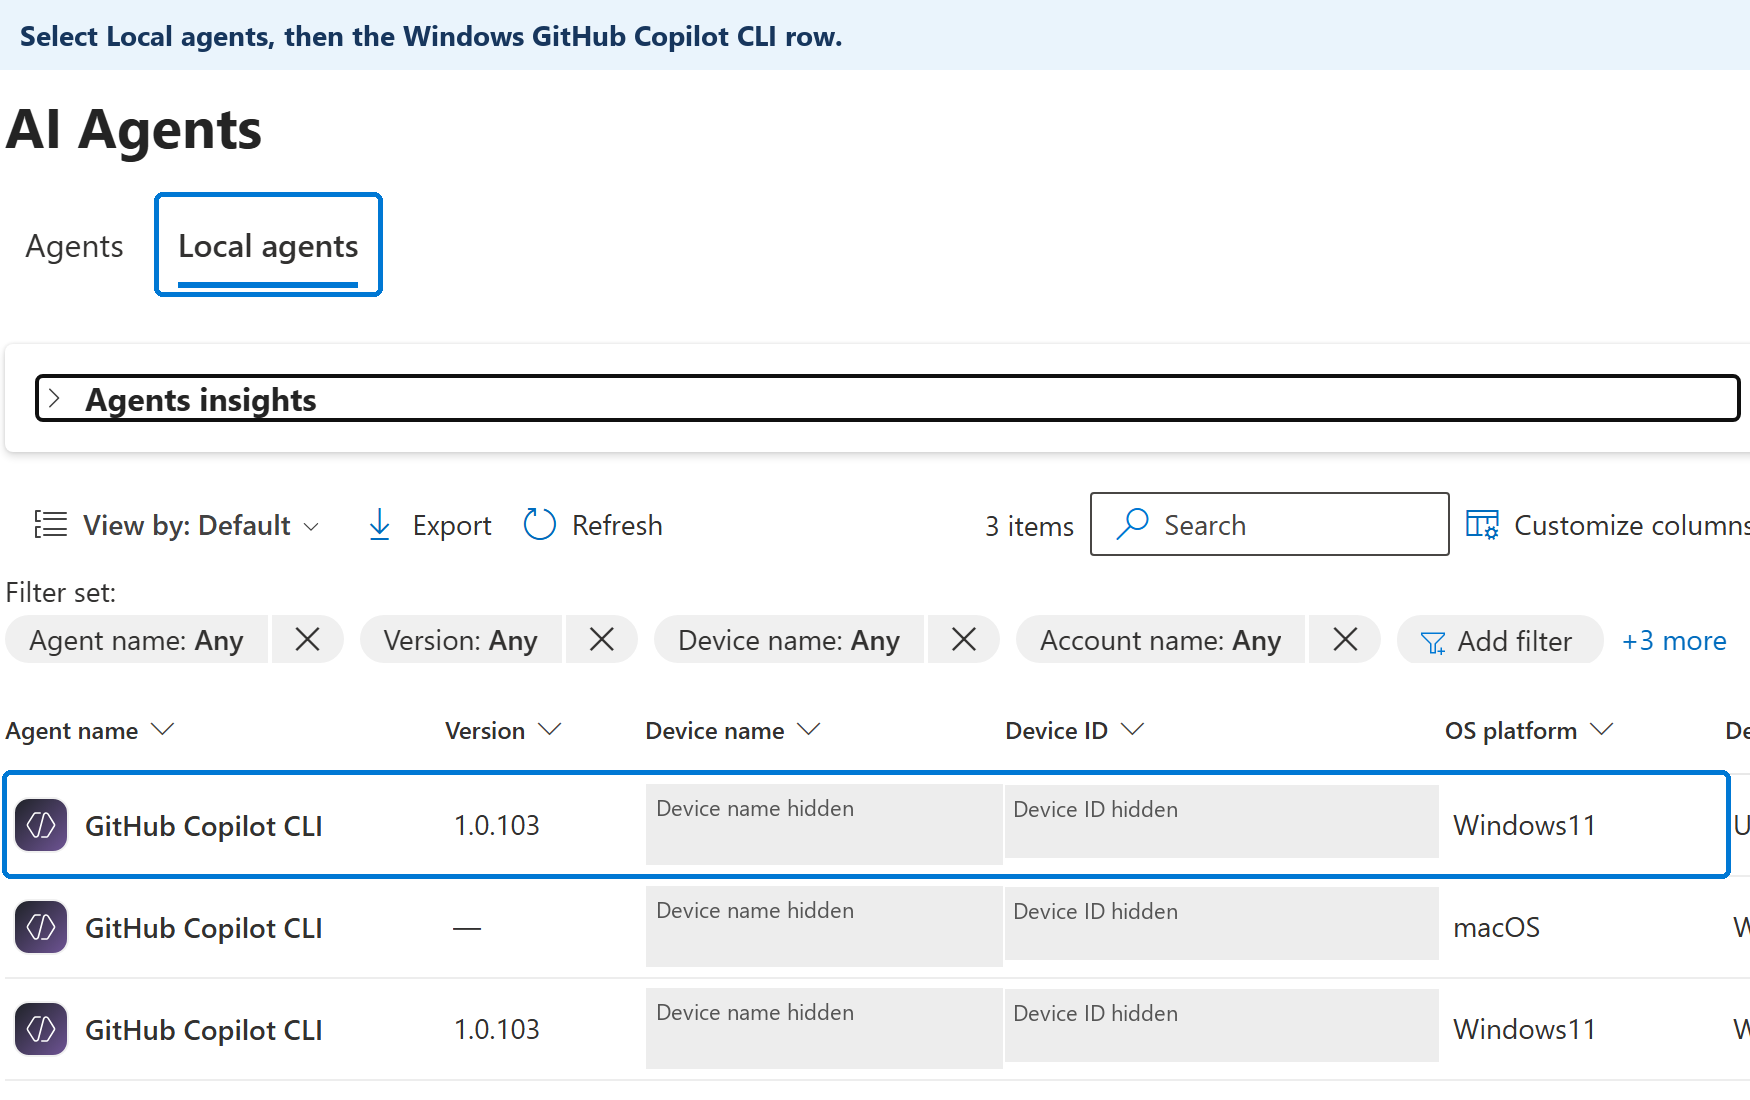 Select Local agents, then the Windows GitHub Copilot CLI row.
AI Agents
Agents Local agents
Agents insights
View by: Default Export Refresh 3 items Search Customize columns
Filter set:
Agent name: Any Version: Any Device name: Any Account name: Any Add filter +3 more
Agent name Version Device name Device ID OS platform De
GitHub Copilot CLI 1.0.103 Device name hidden Device ID hidden Windows11 U
GitHub Copilot CLI — Device name hidden Device ID hidden macOS W
GitHub Copilot CLI 1.0.103 Device name hidden Device ID hidden Windows11 W